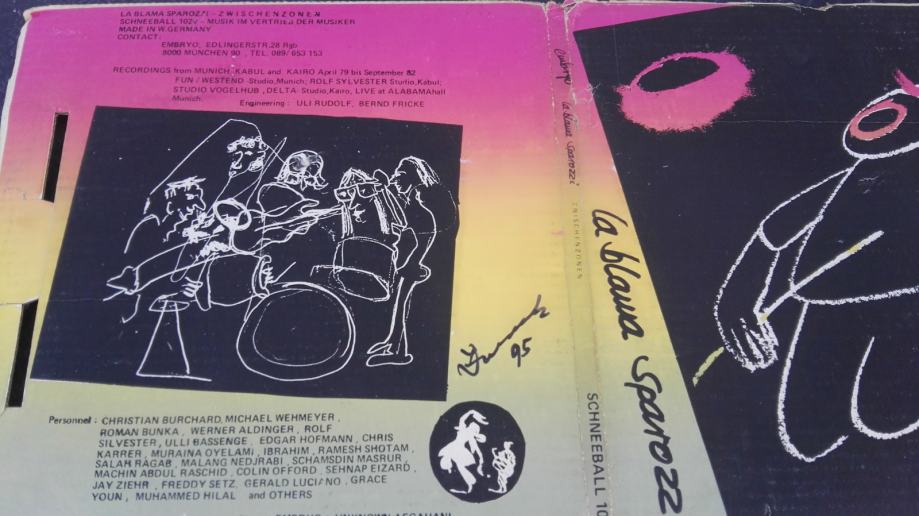 LA BLAMA SPAROZZI - ZWISCHENZONEN
SCHNEEBALL 1024 - MUSIK IM VERTRIEB DER MUSIKER
MADE IN W.GERMANY
CONTACT:
EMBRYO, EDLINGERSTR.28 Rgb
8000 MÜNCHEN 90 , TEL 089/ 653 153
RECORDINGS from MUNICH, KABUL and KAIRO April 79 bis September 82
FUN / WESTEND -Studio,Munich; ROLF SYLVESTER Studio,Kabul;
STUDIO VOGELHUB , DELTA- Studio,Kairo, LIVE at ALABAMAhall
Munich.
Engineering : ULI RUDOLF, BERND FRICKE
95
Personnel : CHRISTIAN BURCHARD, MICHAEL WEHMEYER ,
ROMAN BUNKA , WERNER ALDINGER , ROLF
SILVESTER , ULLI BASSENGE , EDGAR HOFMANN , CHRIS
KARRER , MURAINA OYELAMI , IBRAHIM , RAMESH SHOTAM ,
SALAH RAGAB , MALANG NEDJRABI , SCHAMSDIN MASRUR ,
MACHIN ABDUL RASCHID , COLIN OFFORD , SEHNAP EIZARD ,
JAY ZIEHR , FREDDY SETZ , GERALD LUCIANO , GRACE
YOUN , MUHAMMED HILAL and OTHERS
embryo la blama sparozzi
ZWISCHENZONEN
SCHNEEBALL 10
la blama sparozz